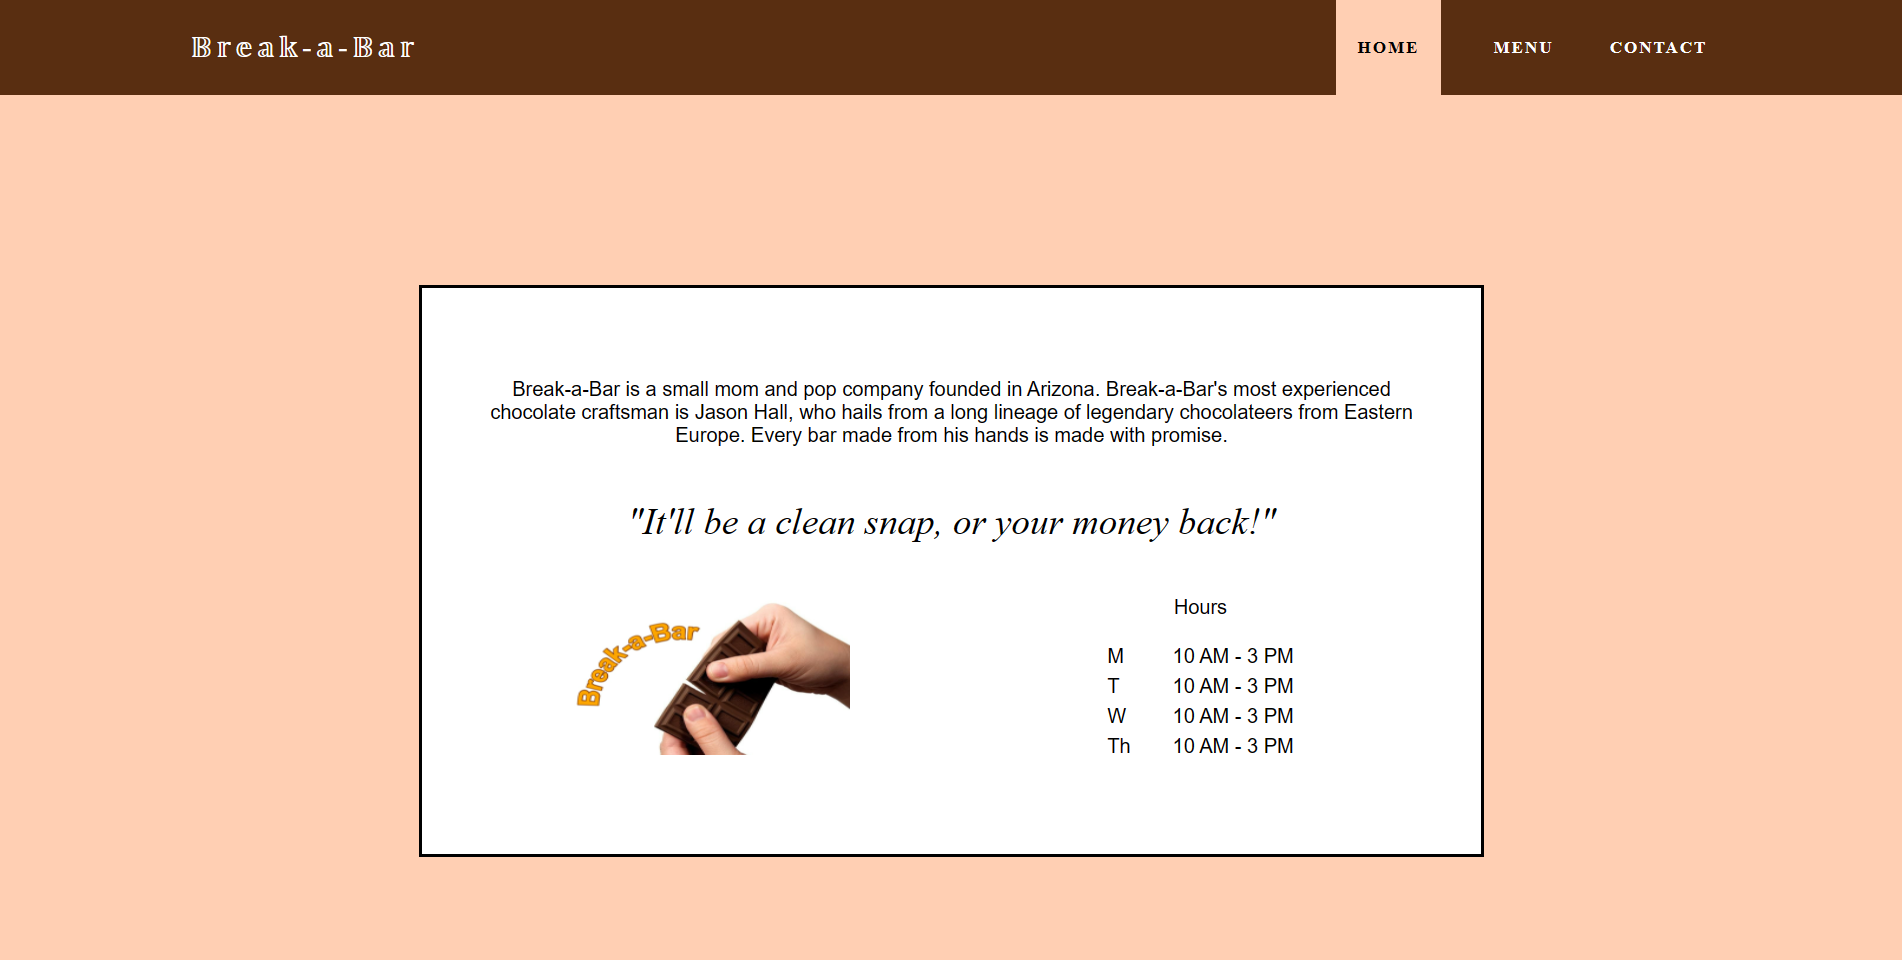 Break-a-Bar
HOME MENU CONTACT
Break-a-Bar is a small mom and pop company founded in Arizona. Break-a-Bar's most experienced
chocolate craftsman is Jason Hall, who hails from a long lineage of legendary chocolateers from Eastern
Europe. Every bar made from his hands is made with promise.
"It'll be a clean snap, or your money back!"
Break-a-Bar
Hours
M 10 AM - 3 PM
T 10 AM - 3 PM
W 10 AM - 3 PM
Th 10 AM - 3 PM